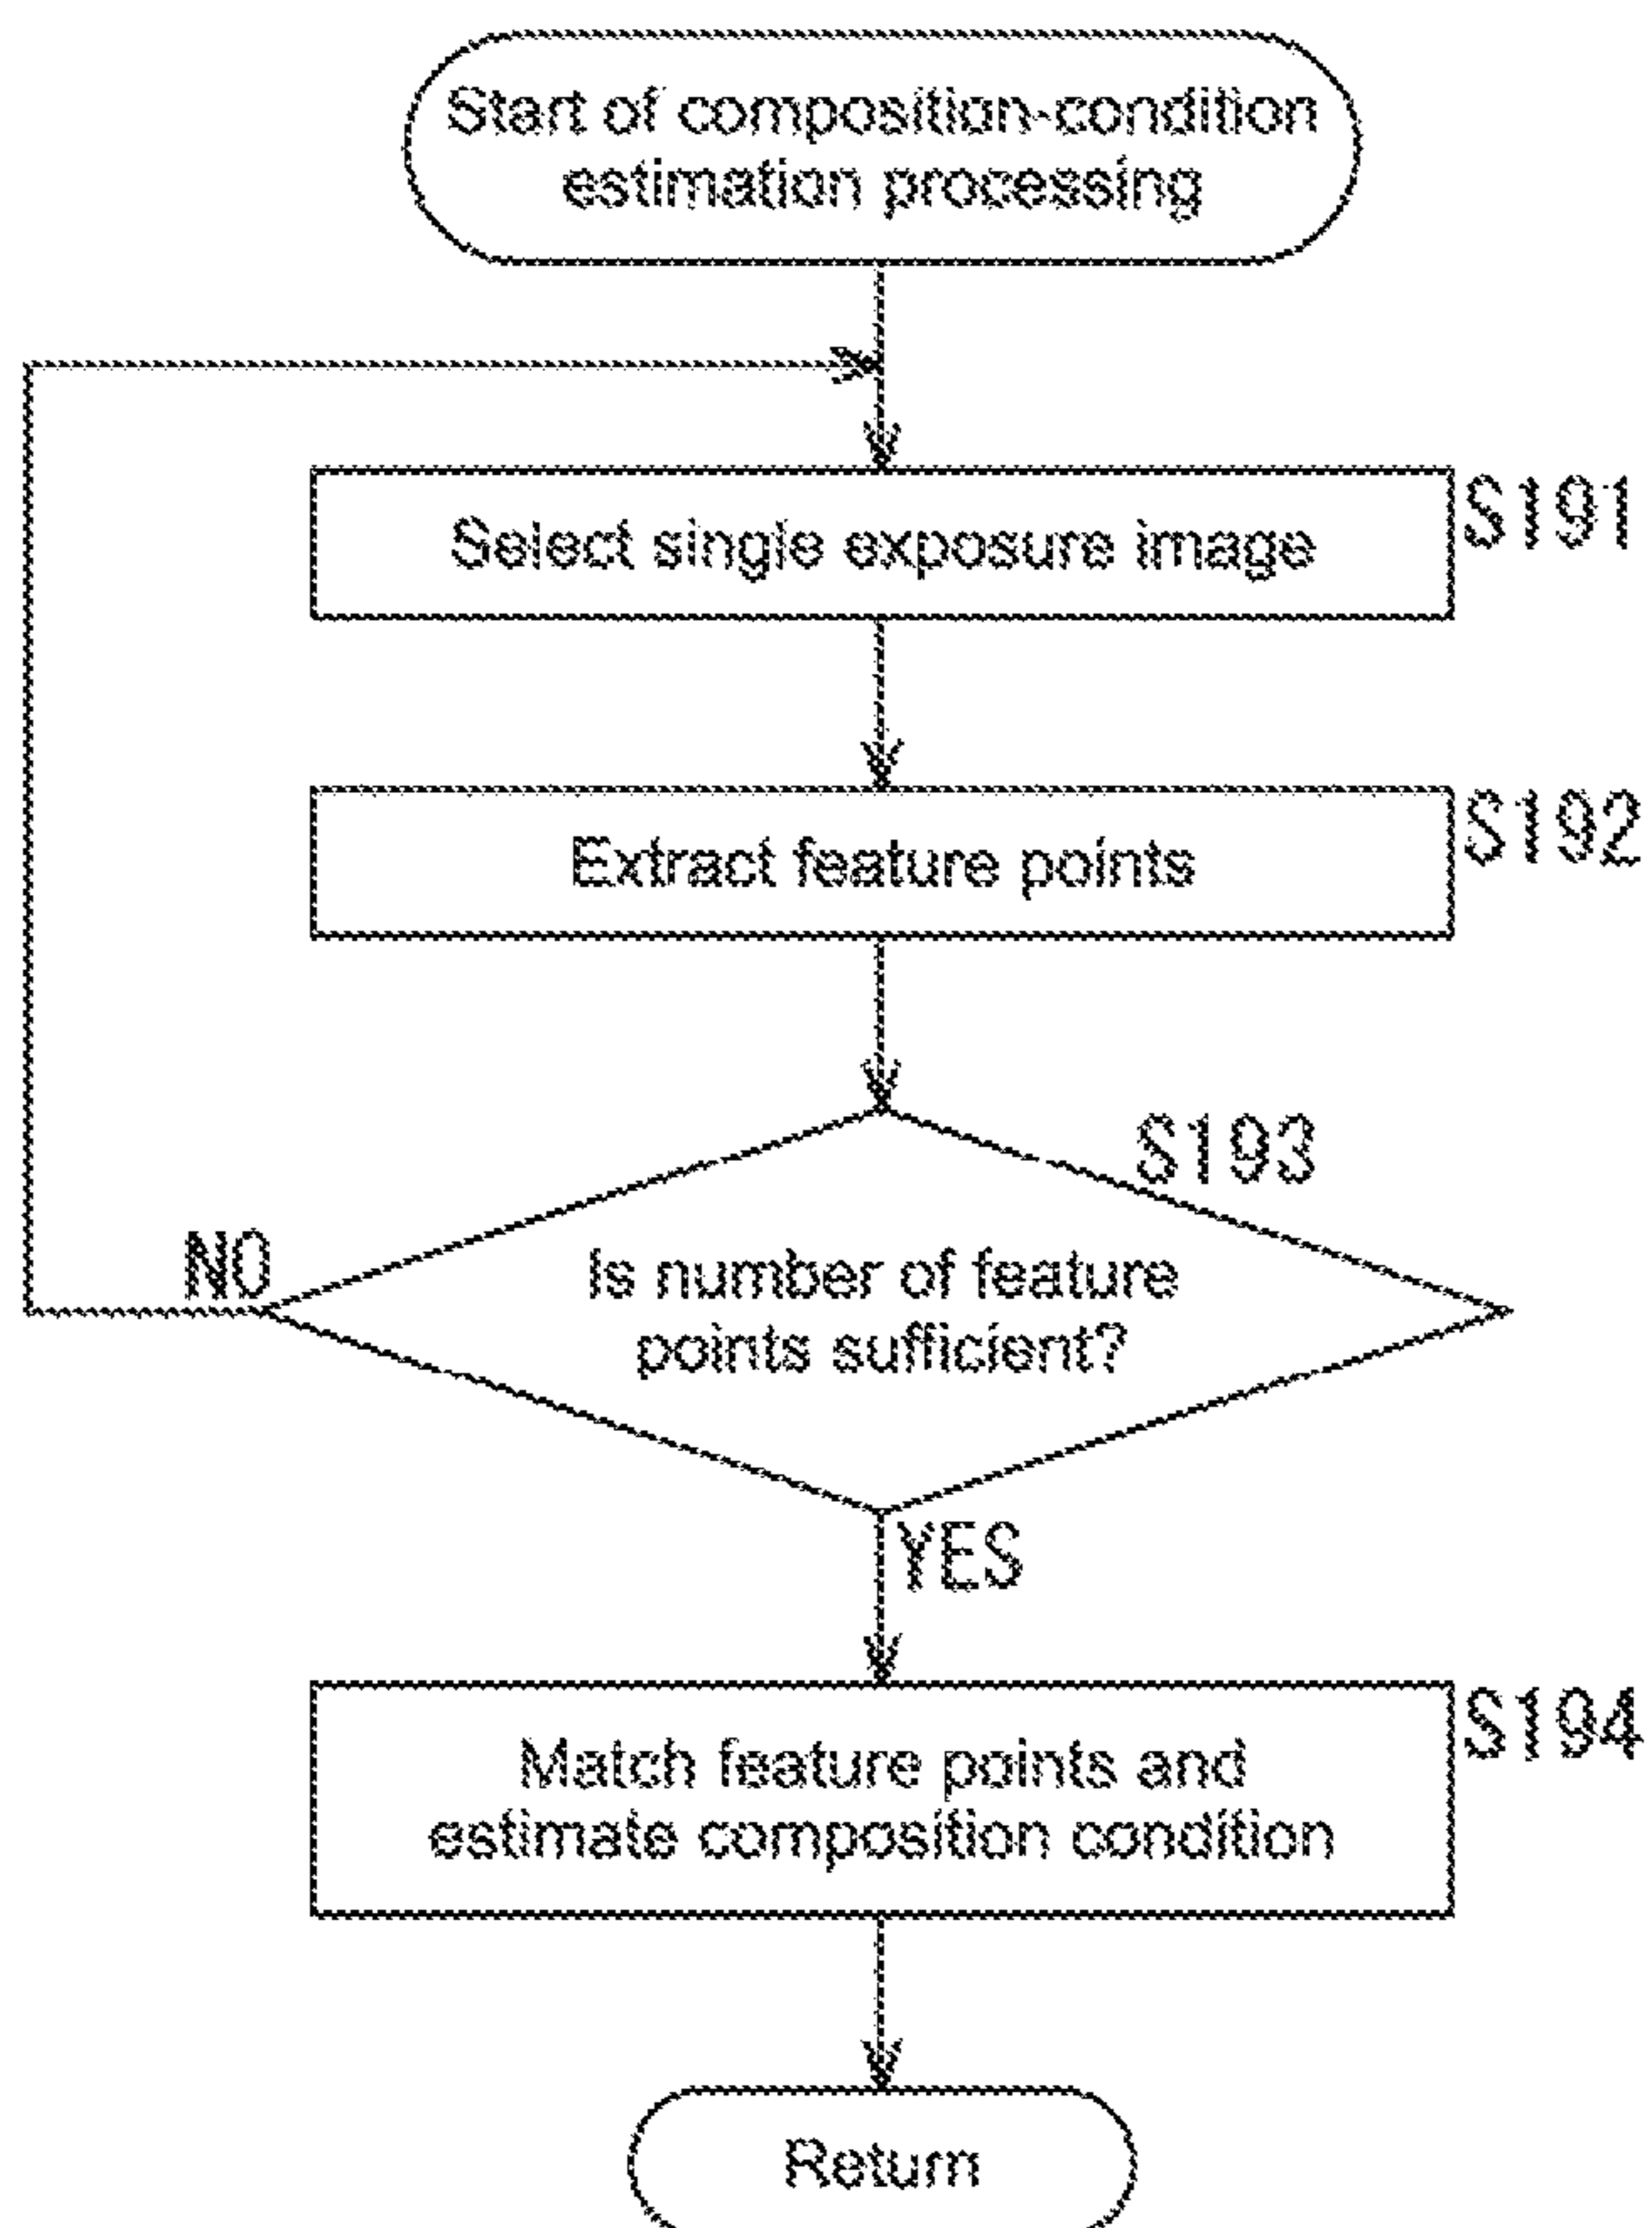 Start of composition-condition
estimation processing
Select single exposure image
S191
Extract feature points
S192
S193
NO
Is number of feature
points sufficient?
YES
Match feature points and
estimate composition condition
S194
Return